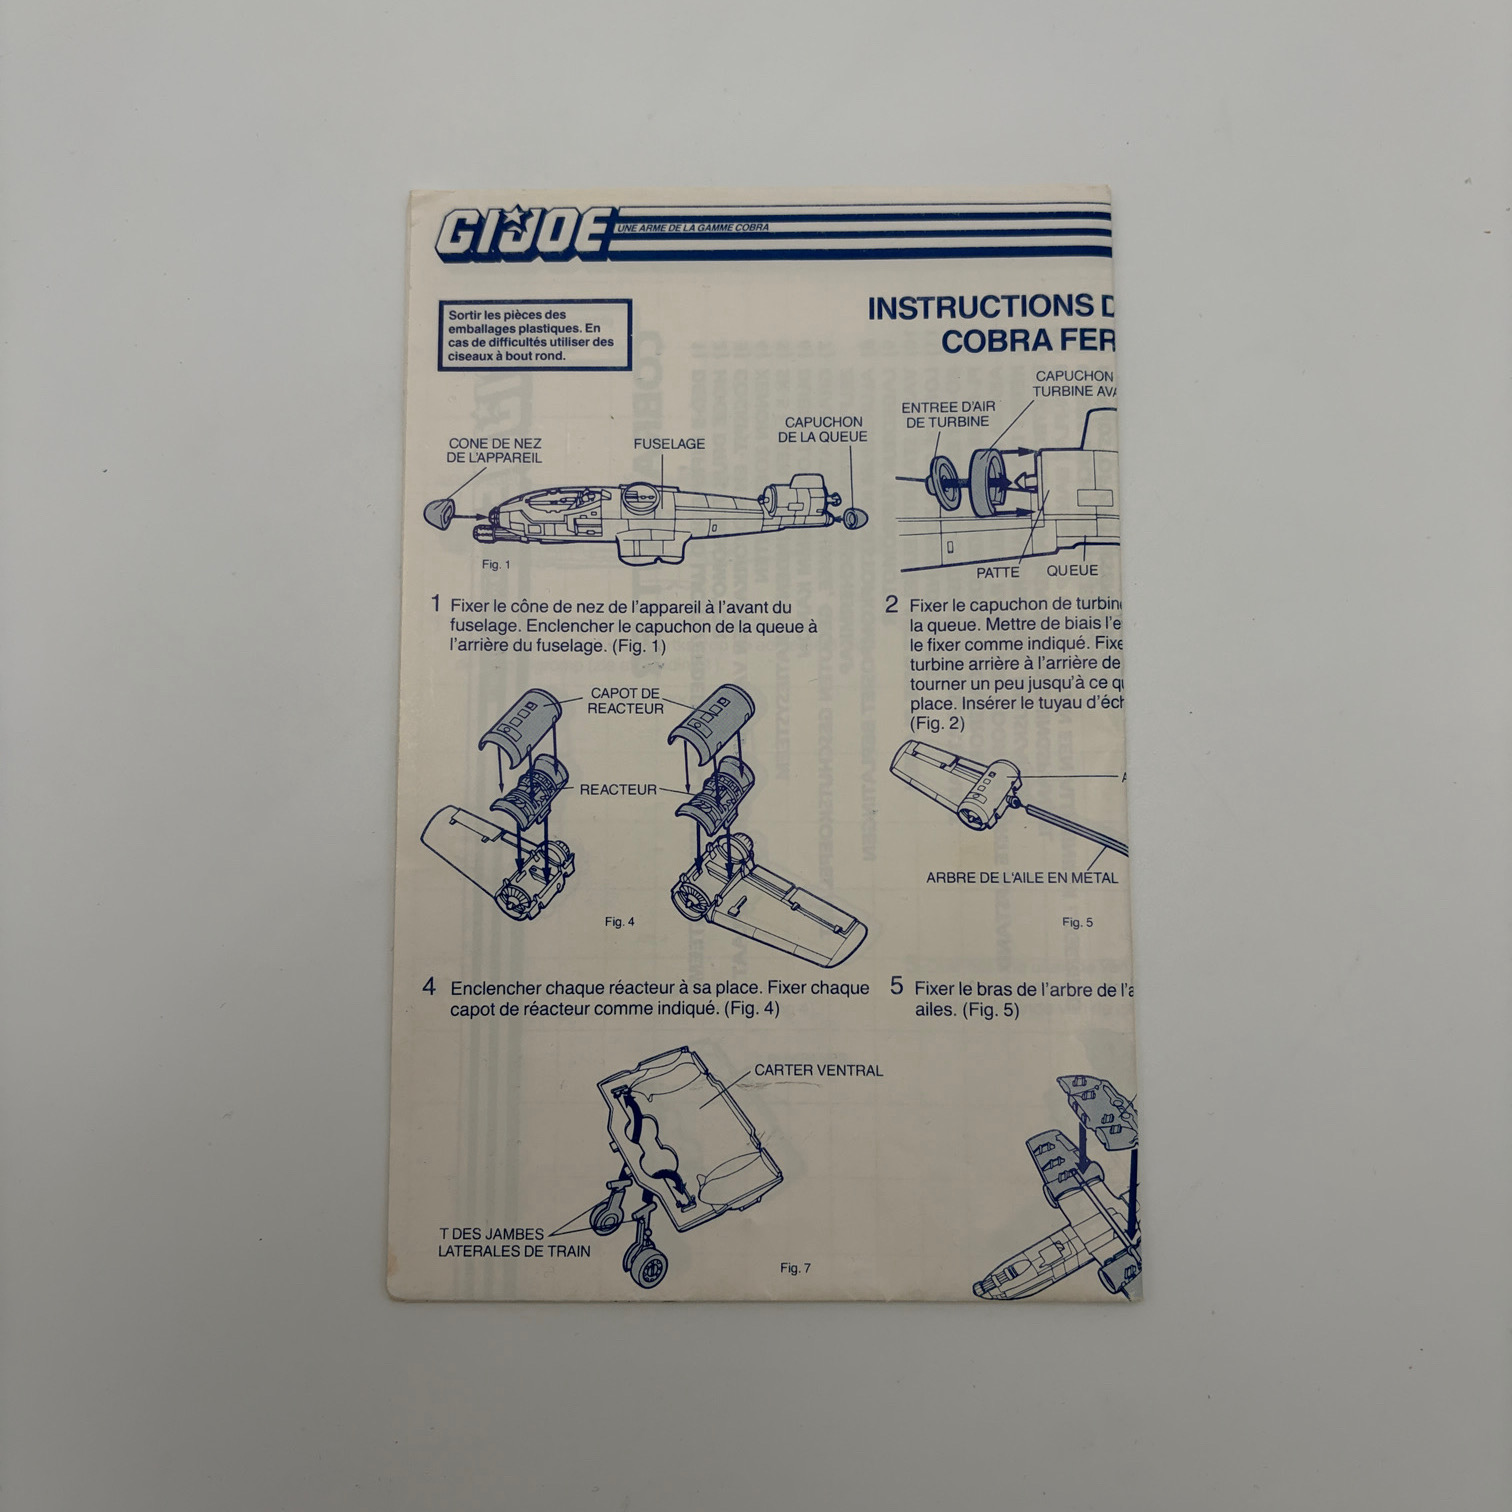 GI JOE
UNE ARME DE LA GAMME COBRA
Sortir les pièces des
emballages plastiques. En
cas de difficultés utiliser des
ciseaux à bout rond.
INSTRUCTIONS D
COBRA FER
CONE DE NEZ
DE L'APPAREIL
FUSELAGE
CAPUCHON
DE LA QUEUE
Fig. 1
ENTREE D'AIR
DE TURBINE
CAPUCHON
TURBINE AVA
PATTE
QUEUE
1 Fixer le cône de nez de l'appareil à l'avant du
fuselage. Enclencher le capuchon de la queue à
l'arrière du fuselage. (Fig. 1)
2 Fixer le capuchon de turbin
la queue. Mettre de biais l'e
le fixer comme indiqué. Fixe
turbine arrière à l'arrière de
tourner un peu jusqu'à ce qu
place. Insérer le tuyau d'éch
(Fig. 2)
CAPOT DE
REACTEUR
REACTEUR
Fig. 4
A
ARBRE DE L'AILE EN METAL
Fig. 5
4 Enclencher chaque réacteur à sa place. Fixer chaque
capot de réacteur comme indiqué. (Fig. 4)
5 Fixer le bras de l'arbre de l'a
ailes. (Fig. 5)
CARTER VENTRAL
T DES JAMBES
LATERALES DE TRAIN
Fig. 7